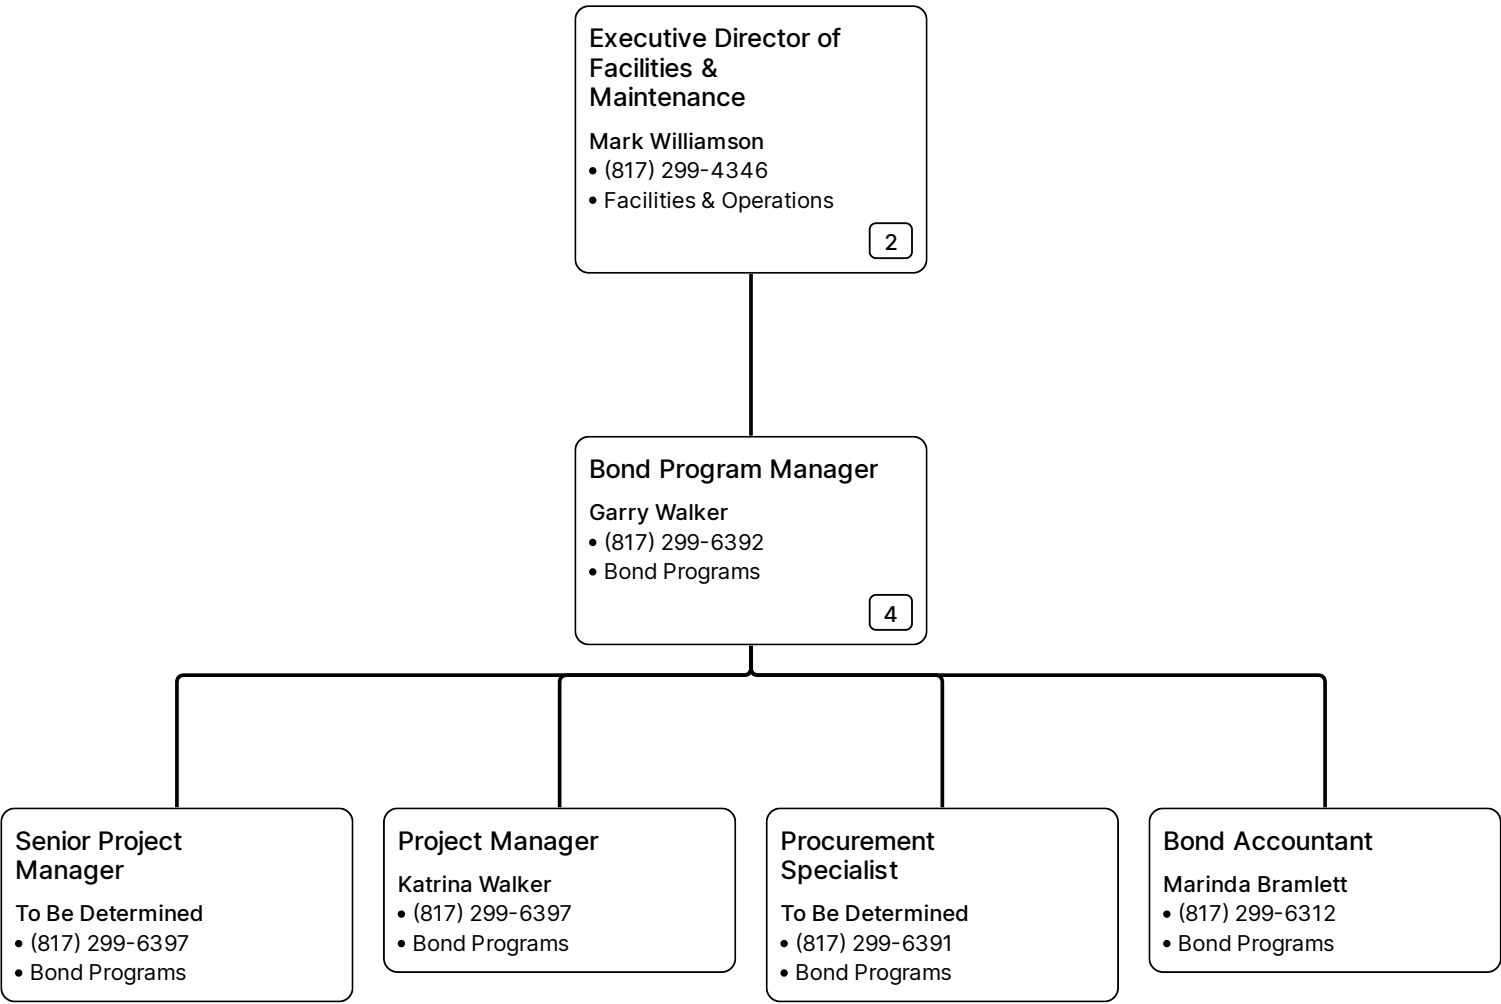 Executive Director of
Facilities &
Maintenance
Mark Williamson
• (817) 299-4346
• Facilities & Operations
2
Bond Program Manager
Garry Walker
• (817) 299-6392
• Bond Programs
4
Senior Project
Manager
To Be Determined
• (817) 299-6397
• Bond Programs
Project Manager
Katrina Walker
• (817) 299-6397
• Bond Programs
Procurement
Specialist
To Be Determined
• (817) 299-6391
• Bond Programs
Bond Accountant
Marinda Bramlett
• (817) 299-6312
• Bond Programs